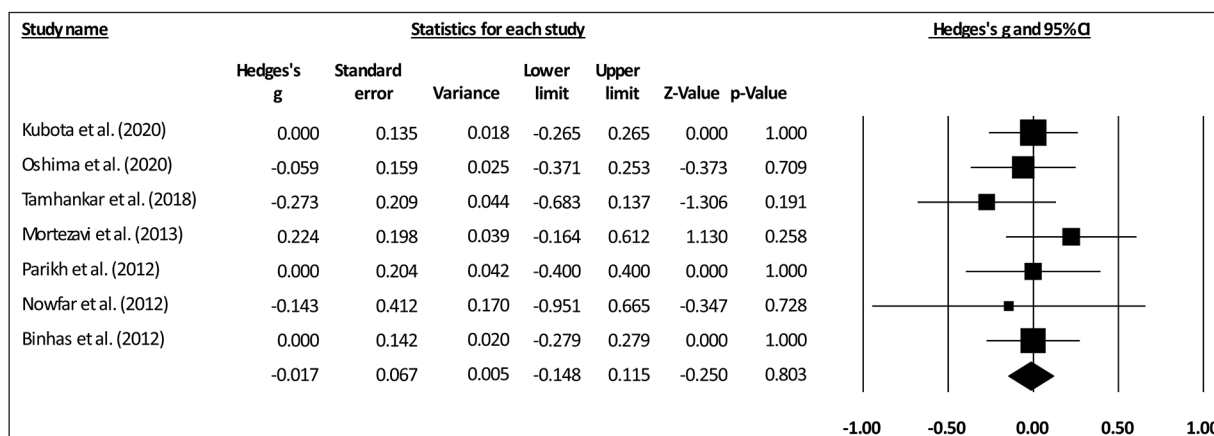 Study name Statistics for each study Hedges's g and 95% CI
Hedges's g Standard error Variance Lower limit Upper limit Z-Value p-Value
Kubota et al. (2020) 0.000 0.135 0.018 -0.265 0.265 0.000 1.000
Oshima et al. (2020) -0.059 0.159 0.025 -0.371 0.253 -0.373 0.709
Tamhankar et al. (2018) -0.273 0.209 0.044 -0.683 0.137 -1.306 0.191
Mortezavi et al. (2013) 0.224 0.198 0.039 -0.164 0.612 1.130 0.258
Parikh et al. (2012) 0.000 0.204 0.042 -0.400 0.400 0.000 1.000
Nowfar et al. (2012) -0.143 0.412 0.170 -0.951 0.665 -0.347 0.728
Binhas et al. (2012) 0.000 0.142 0.020 -0.279 0.279 0.000 1.000
-0.017 0.067 0.005 -0.148 0.115 -0.250 0.803
-1.00 -0.50 0.00 0.50 1.00